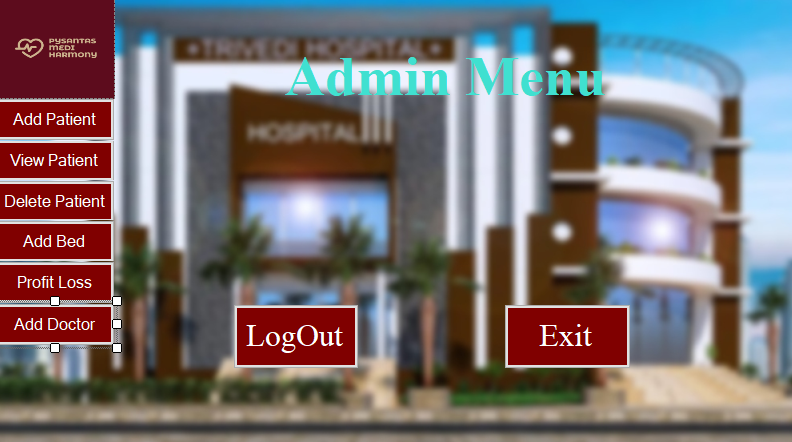 PYSANTAS
MEDI
HARMONY
+TRIVEDI HOSPITAL+
Admin Menu
HOSPITAL
Add Patient
View Patient
Delete Patient
Add Bed
Profit Loss
Add Doctor
LogOut
Exit